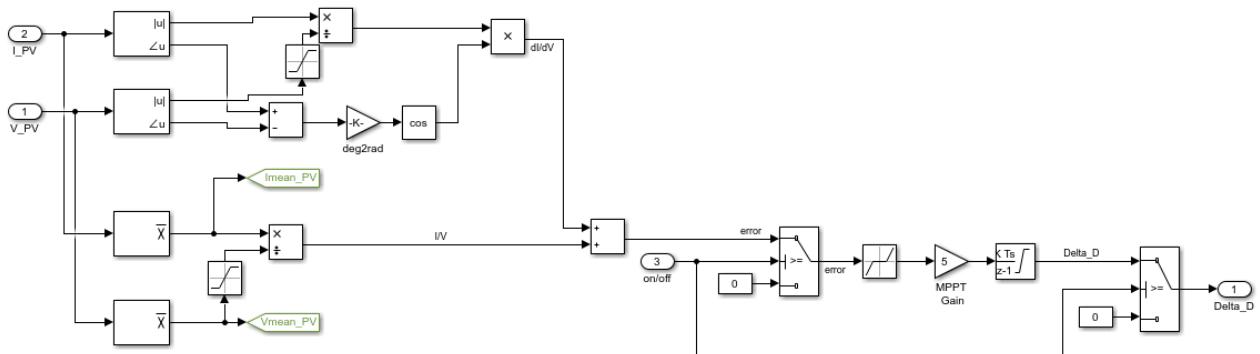 2
I_PV
|u|
∠u
×
÷
×
dI/dV
1
V_PV
|u|
∠u
+
−
-K-
deg2rad
cos
Imean_PV
x̄
×
÷
I/V
+
+
error
3
on/off
>=
0
error
5
MPPT
Gain
K Ts
z-1
Delta_D
>=
0
1
Delta_D
x̄
Vmean_PV